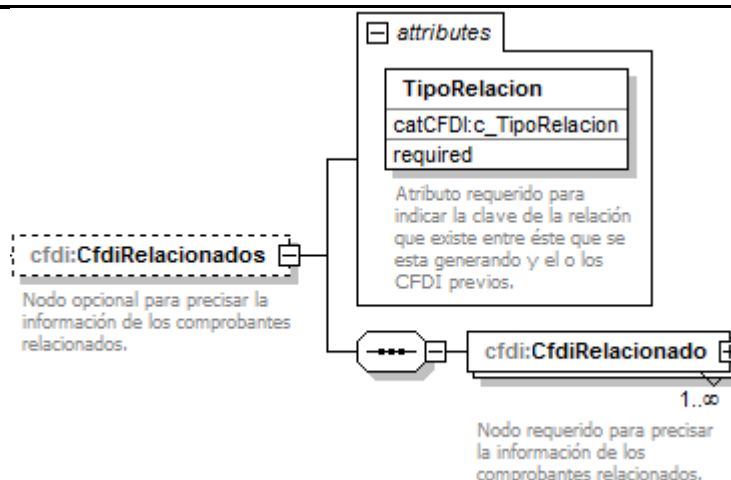 attributes
TipoRelacion
catCFDI:c_TipoRelacion
required
Atributo requerido para
indicar la clave de la relación
que existe entre éste que se
esta generando y el o los
CFDI previos.
cfdi:CfdiRelacionados
Nodo opcional para precisar la
información de los comprobantes
relacionados.
cfdi:CfdiRelacionado
1..∞
Nodo requerido para precisar
la información de los
comprobantes relacionados.